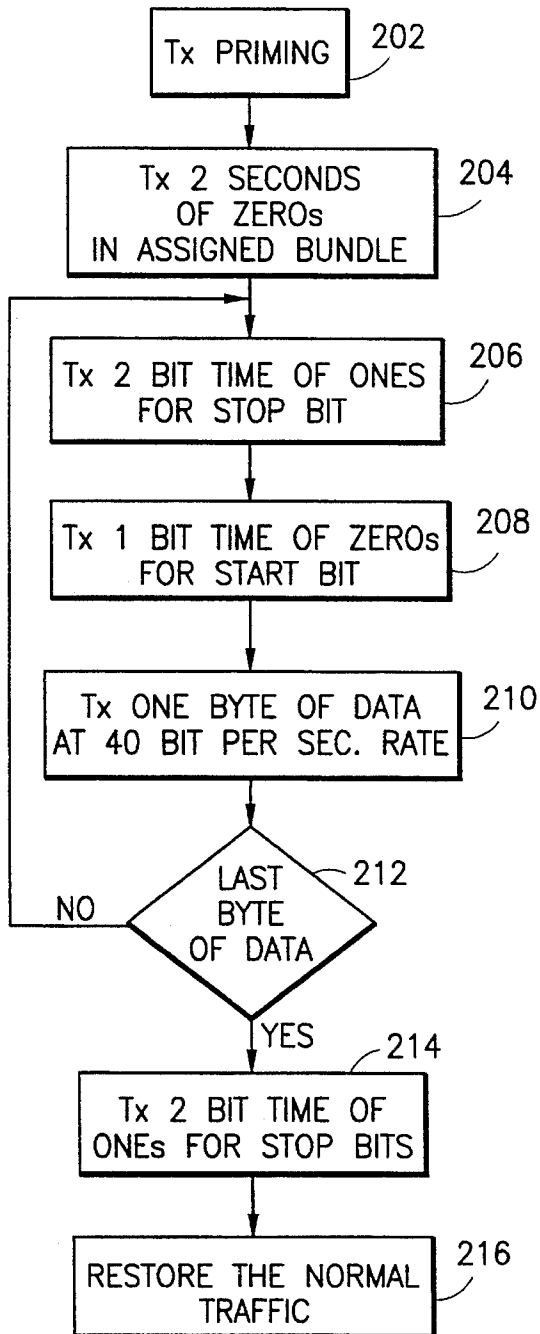 Tx PRIMING
202
Tx 2 SECONDS
OF ZEROs
IN ASSIGNED BUNDLE
204
Tx 2 BIT TIME OF ONES
FOR STOP BIT
206
Tx 1 BIT TIME OF ZEROs
FOR START BIT
208
Tx ONE BYTE OF DATA
AT 40 BIT PER SEC. RATE
210
LAST
BYTE
OF DATA
212
NO
YES
Tx 2 BIT TIME OF
ONEs FOR STOP BITS
214
RESTORE THE NORMAL
TRAFFIC
216